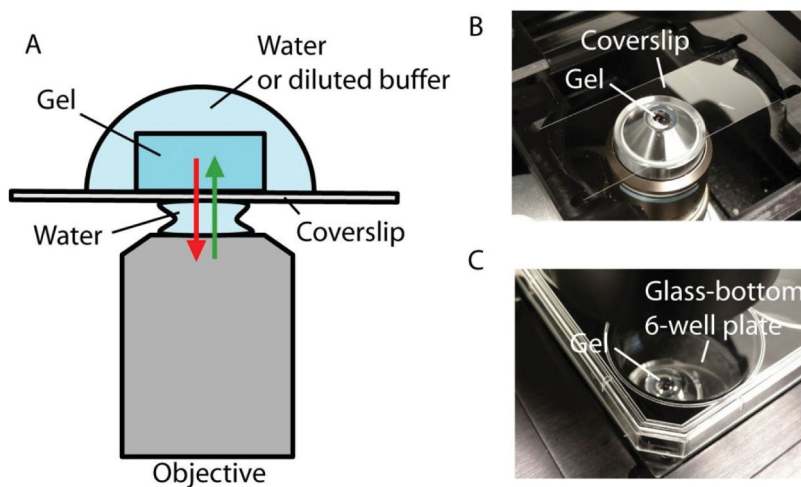 A
Water
or diluted buffer
Gel
Water
Coverslip
Objective
B
Coverslip
Gel
C
Glass-bottom
6-well plate
Gel